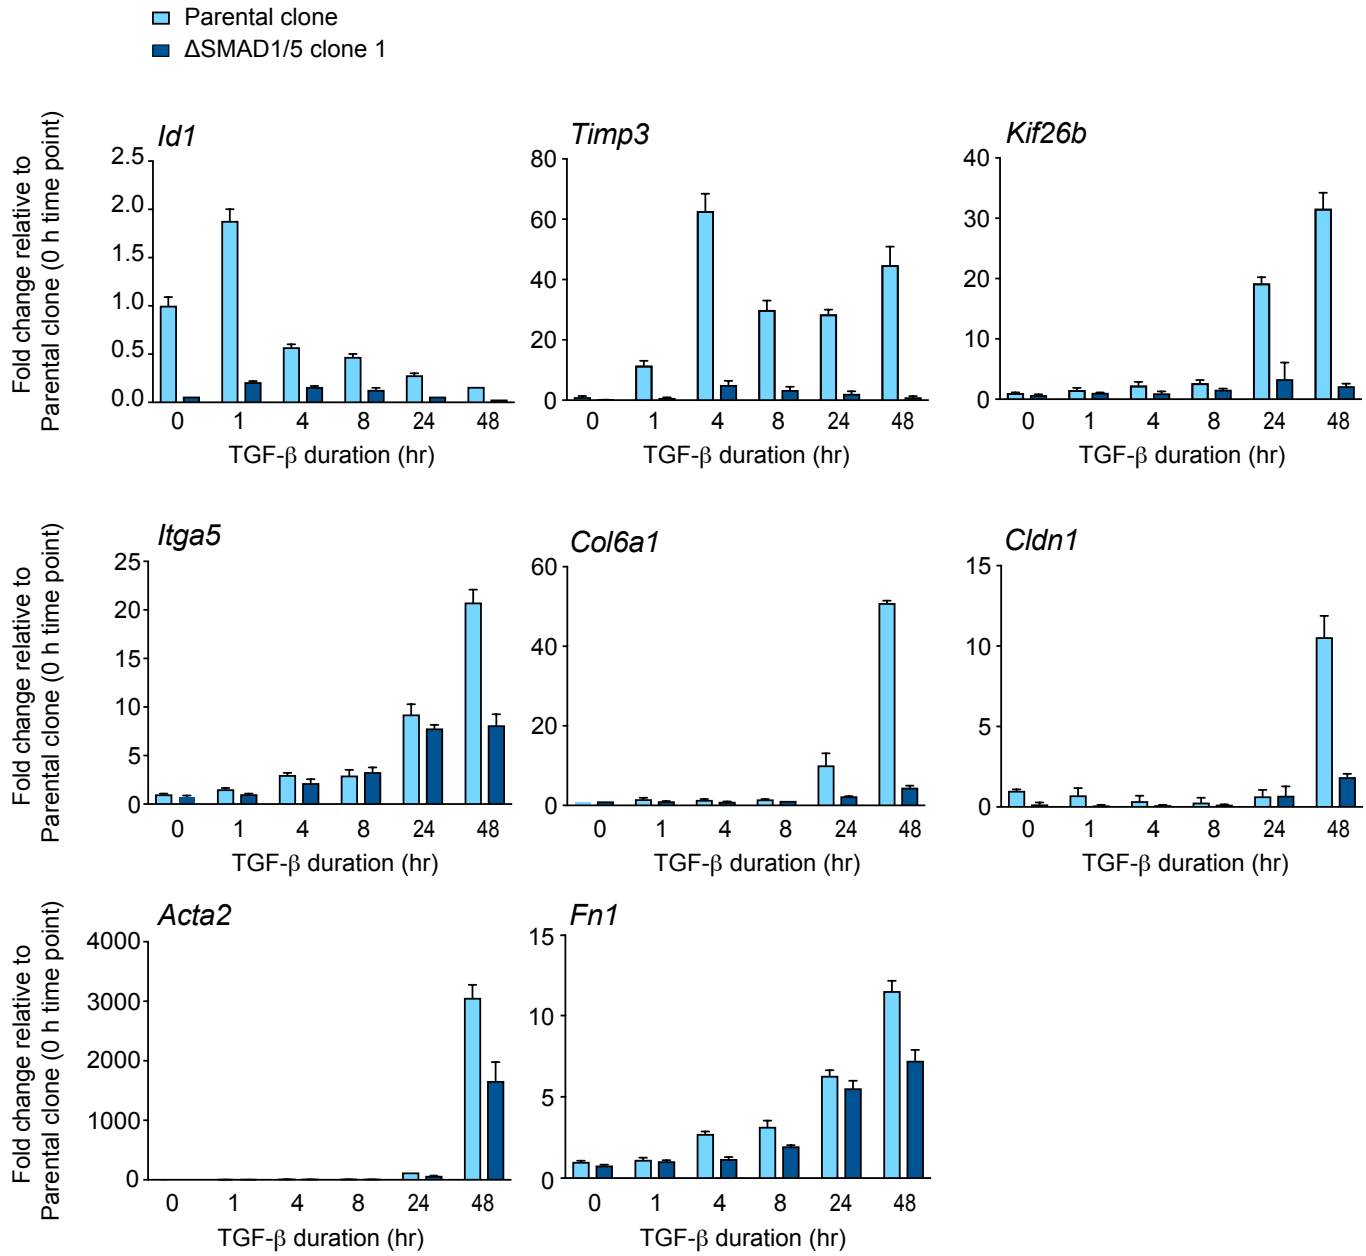 Parental clone
ΔSMAD1/5 clone 1
Fold change relative to
Parental clone (0 h time point)
Id1
2.5
2.0
1.5
1.0
0.5
0.0
0 1 4 8 24 48
TGF-β duration (hr)
Timp3
80
60
40
20
0
0 1 4 8 24 48
TGF-β duration (hr)
Kif26b
40
30
20
10
0
0 1 4 8 24 48
TGF-β duration (hr)
Fold change relative to
Parental clone (0 h time point)
Itga5
25
20
15
10
5
0
0 1 4 8 24 48
TGF-β duration (hr)
Col6a1
60
40
20
0
0 1 4 8 24 48
TGF-β duration (hr)
Cldn1
15
10
5
0
0 1 4 8 24 48
TGF-β duration (hr)
Fold change relative to
Parental clone (0 h time point)
Acta2
4000
3000
2000
1000
0
0 1 4 8 24 48
TGF-β duration (hr)
Fn1
15
10
5
0
0 1 4 8 24 48
TGF-β duration (hr)